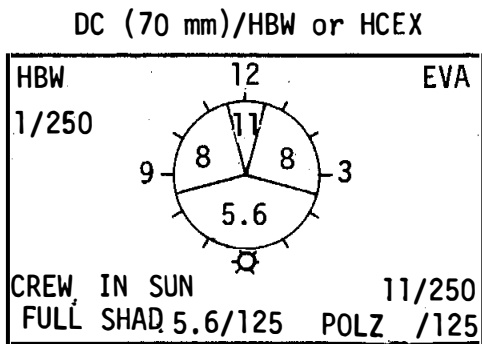 DC (70 mm)/HBW or HCEX
HBW 12 EVA
1/250 11
9 8 8 3
5.6
CREW IN SUN 11/250
FULL SHAD 5.6/125 POLZ /125